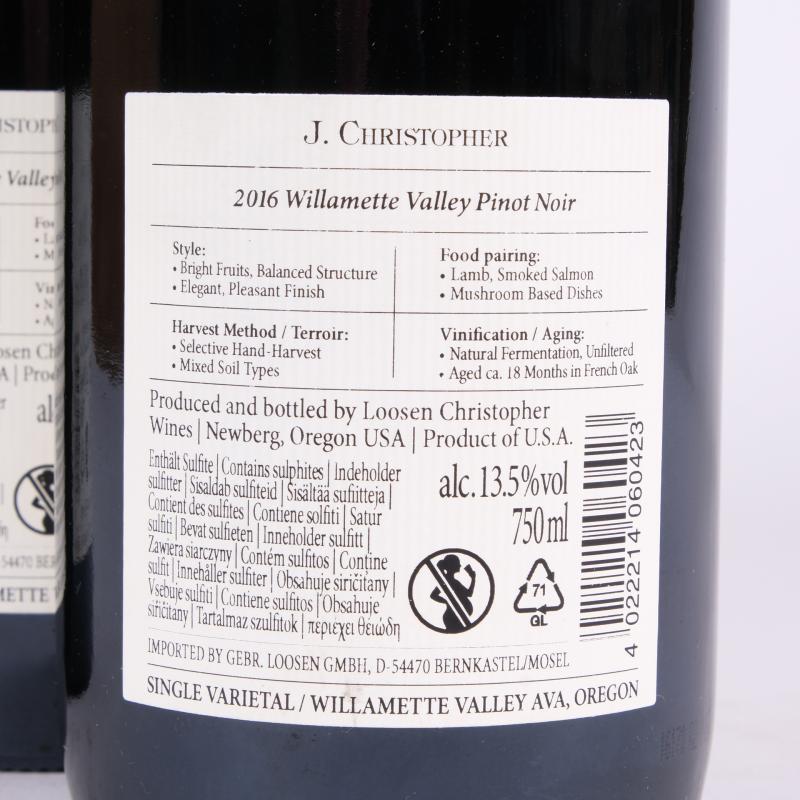 J. CHRISTOPHER
2016 Willamette Valley Pinot Noir
Style:
• Bright Fruits, Balanced Structure
• Elegant, Pleasant Finish
Food pairing:
• Lamb, Smoked Salmon
• Mushroom Based Dishes
Harvest Method / Terroir:
• Selective Hand-Harvest
• Mixed Soil Types
Vinification / Aging:
• Natural Fermentation, Unfiltered
• Aged ca. 18 Months in French Oak
Produced and bottled by Loosen Christopher
Wines | Newberg, Oregon USA | Product of U.S.A.
Enthält Sulfite | Contains sulphites | Indeholder
sulfitter | Sisaldab sulfiteid | Sisältää sulfiitteja |
Contient des sulfites | Contiene solfiti | Satur
sulfīti | Bevat sulfieten | Inneholder sulfitt |
Zawiera siarczyny | Contém sulfitos | Conține
sulfit | Innehåller sulfiter | Obsahuje siřičitany |
Vsebuje sulfiti | Contiene sulfitos | Obsahuje
siričitany | Tartalmaz szulfitok | περιέχει θειώδη
alc. 13.5%vol
750 ml
71
GL
4 022214 060423
IMPORTED BY GEBR. LOOSEN GMBH, D-54470 BERNKASTEL/MOSEL
SINGLE VARIETAL / WILLAMETTE VALLEY AVA, OREGON